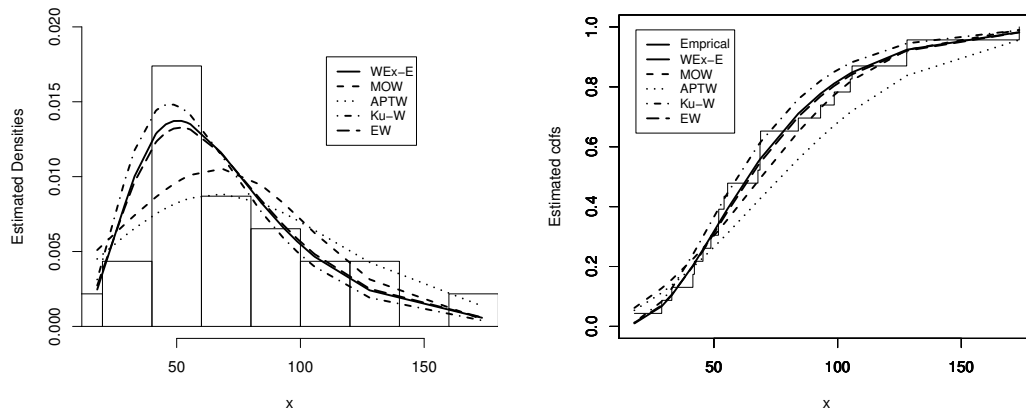 Estimated Densities
0.020
0.015
0.010
0.005
0.000
WEx−E
MOW
APTW
Ku−W
EW
50
100
150
x
Estimated cdfs
1.0
0.8
0.6
0.4
0.2
0.0
Emprical
WEx−E
MOW
APTW
Ku−W
EW
50
100
150
x